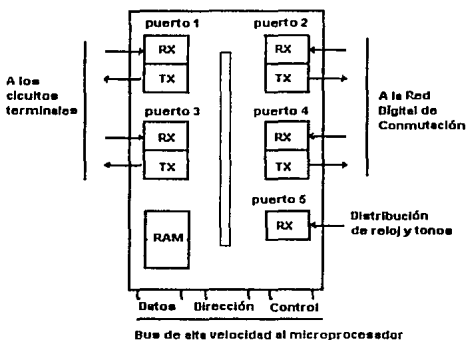 puerto 1
puerto 2
RX
TX
RX
TX
A los
cicuitos
terminales
A la Red
Digital de
Conmutación
puerto 3
puerto 4
RX
TX
RX
TX
puerto 5
RX
RAM
Distribución
de reloj y tonos
Datos Dirección Control
Bus de alta velocidad al microprocesador